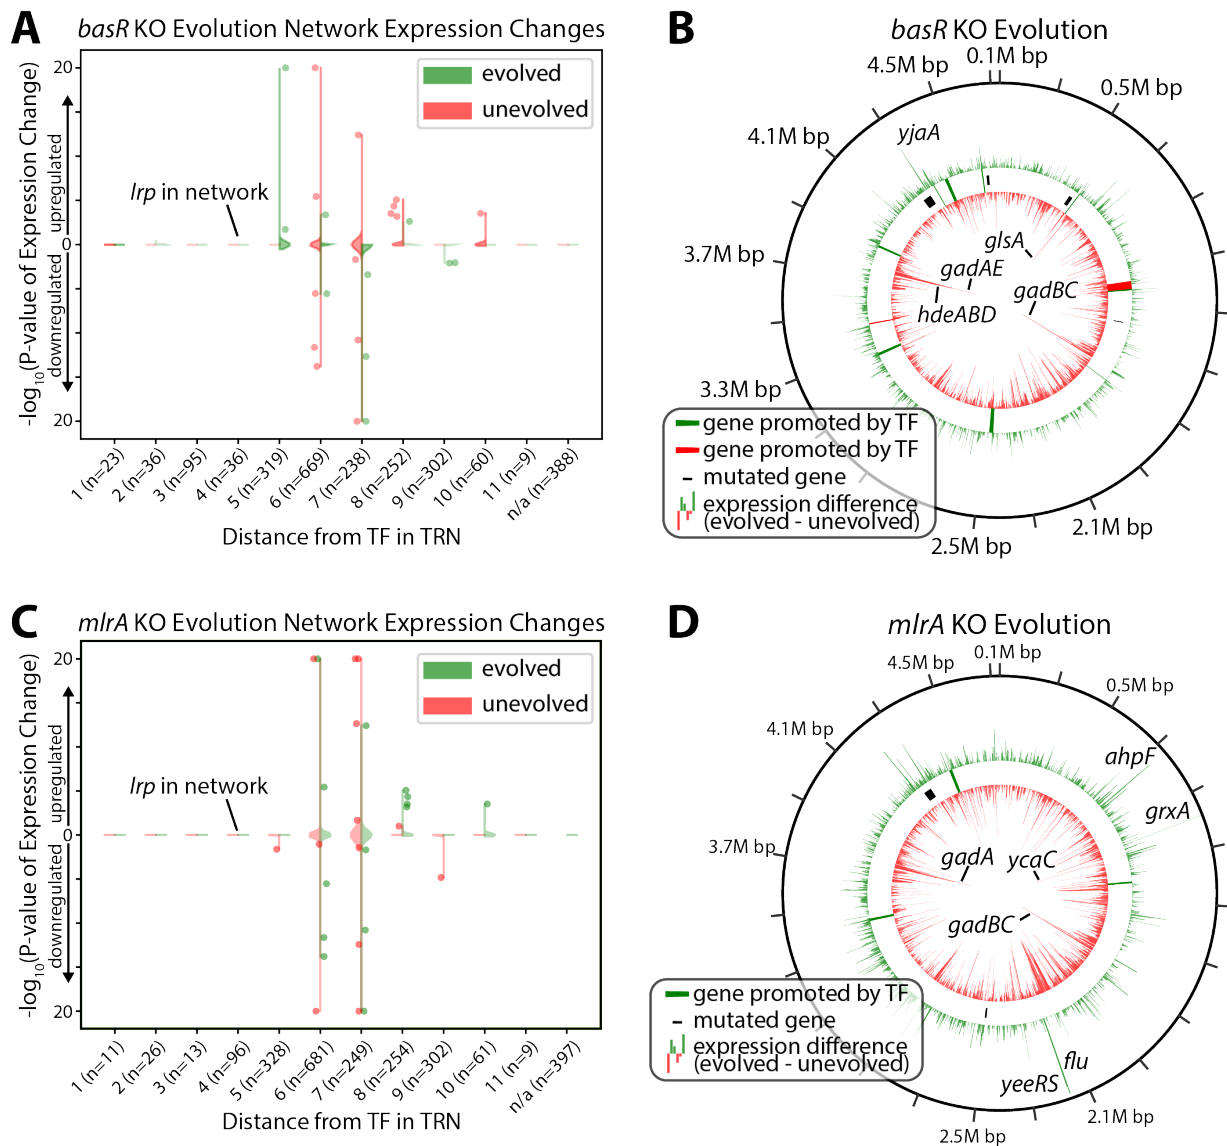 A
basR KO Evolution Network Expression Changes
20
0
20
-log10(P-value of Expression Change)
downregulated
upregulated
evolved
unevolved
lrp in network
1 (n=23)
2 (n=36)
3 (n=95)
4 (n=36)
5 (n=319)
6 (n=669)
7 (n=238)
8 (n=252)
9 (n=302)
10 (n=60)
11 (n=9)
n/a (n=388)
Distance from TF in TRN
B
basR KO Evolution
0.1M bp
4.5M bp
0.5M bp
4.1M bp
yjaA
3.7M bp
glsA
gadAE
gadBC
hdeABD
3.3M bp
gene promoted by TF
gene promoted by TF
mutated gene
expression difference
(evolved - unevolved)
2.1M bp
2.5M bp
C
mlrA KO Evolution Network Expression Changes
20
0
20
-log10(P-value of Expression Change)
downregulated
upregulated
evolved
unevolved
lrp in network
1 (n=11)
2 (n=26)
3 (n=13)
4 (n=96)
5 (n=328)
6 (n=681)
7 (n=249)
8 (n=254)
9 (n=302)
10 (n=61)
11 (n=9)
n/a (n=397)
Distance from TF in TRN
D
mlrA KO Evolution
0.1M bp
4.5M bp
0.5M bp
4.1M bp
ahpF
grxA
3.7M bp
gadA
ycaC
gadBC
gene promoted by TF
mutated gene
expression difference
(evolved - unevolved)
flu
yeeRS
2.1M bp
2.5M bp